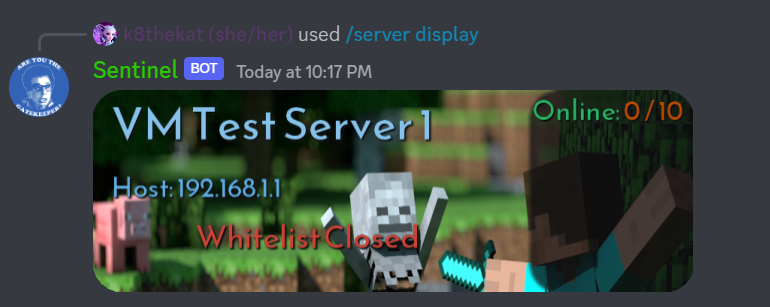 k8thekat (she/her) used /server display
Sentinel BOT Today at 10:17 PM
ARE YOU THE
GATEKEEPER?
VM Test Server 1
Online: 0 / 10
Host: 192.168.1.1
Whitelist Closed